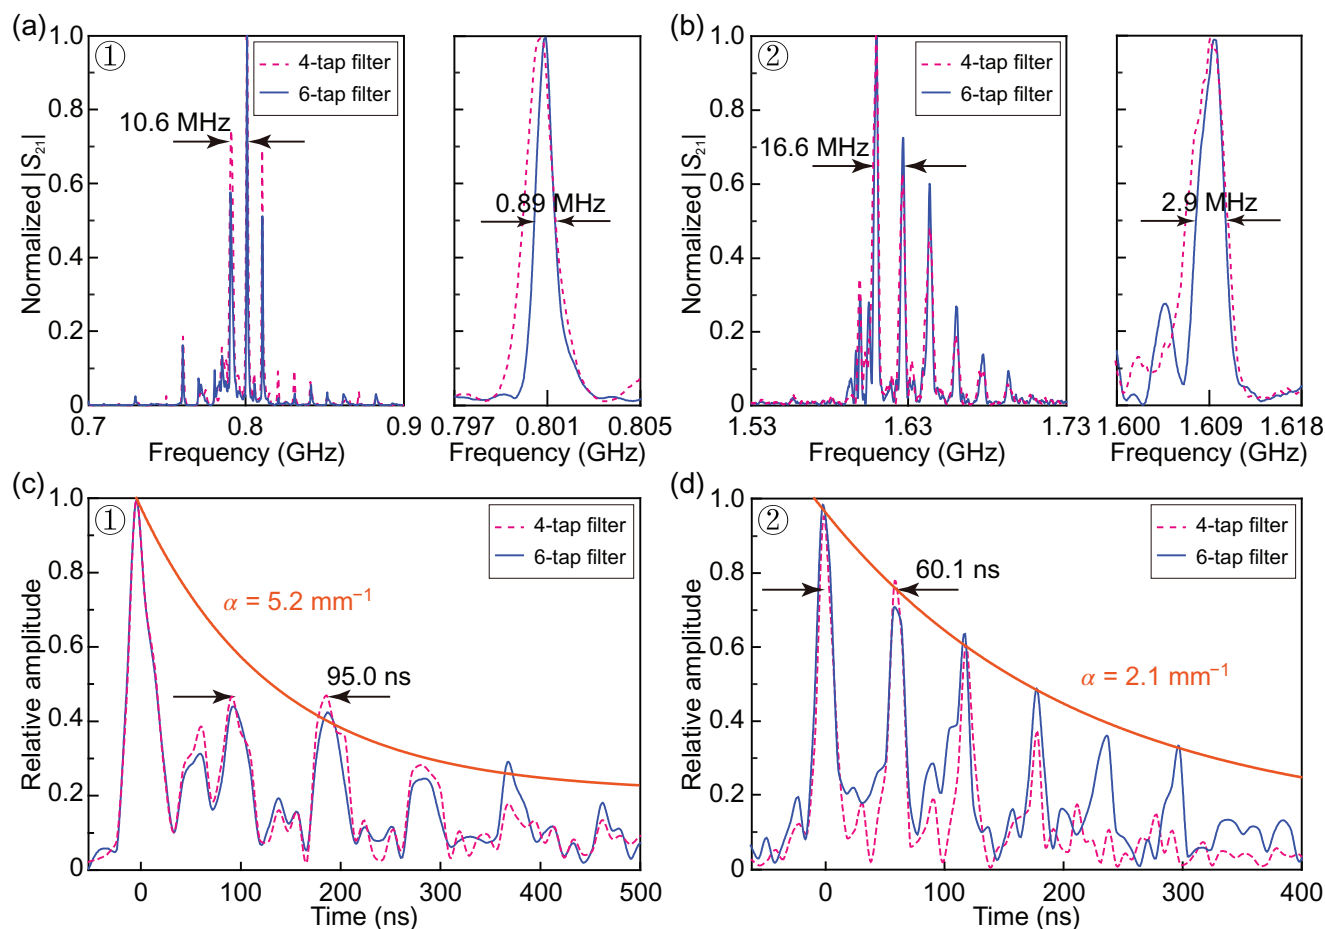 (a)
①
4-tap filter
6-tap filter
10.6 MHz
0.89 MHz
Normalized |S₂₁|
1.0
0.8
0.6
0.4
0.2
0
0.7
0.8
0.9
Frequency (GHz)
0.797
0.801
0.805
Frequency (GHz)
(b)
②
4-tap filter
6-tap filter
16.6 MHz
2.9 MHz
Normalized |S₂₁|
1.0
0.8
0.6
0.4
0.2
0
1.53
1.63
1.73
Frequency (GHz)
1.600
1.609
1.618
Frequency (GHz)
(c)
①
4-tap filter
6-tap filter
α = 5.2 mm⁻¹
95.0 ns
Relative amplitude
1.0
0.8
0.6
0.4
0.2
0
0
100
200
300
400
500
Time (ns)
(d)
②
4-tap filter
6-tap filter
60.1 ns
α = 2.1 mm⁻¹
Relative amplitude
1.0
0.8
0.6
0.4
0.2
0
0
100
200
300
400
Time (ns)